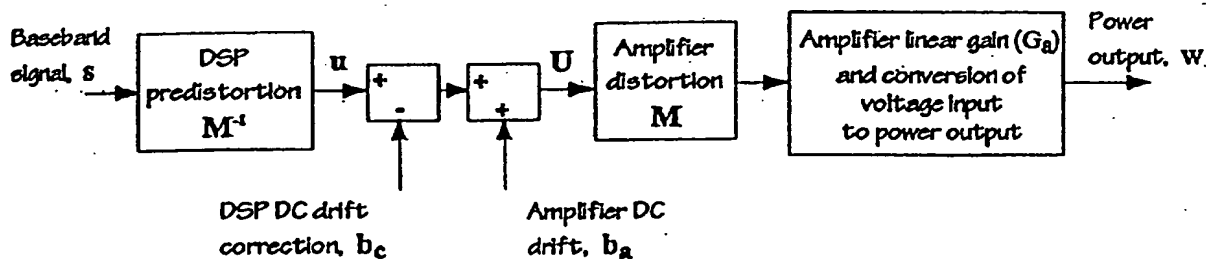 Baseband
signal, s
DSP
predistortion
M⁻¹
u
+
-
+
+
U
Amplifier
distortion
M
Amplifier linear gain (Gₐ)
and conversion of
voltage input
to power output
Power
output, W
DSP DC drift
correction, b_c
Amplifier DC
drift, bₐ